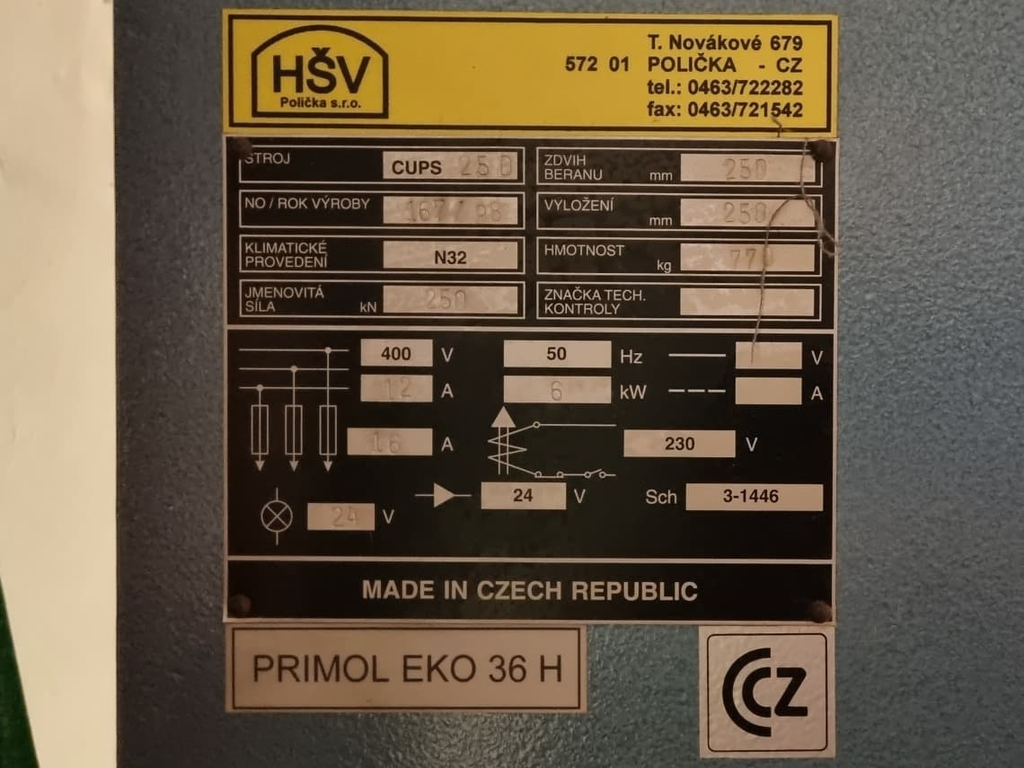 HŠV
Polička s.r.o.
T. Novákové 679
572 01 POLIČKA - CZ
tel.: 0463/722282
fax: 0463/721542
STROJ CUPS 25 D
ZDVIH BERANU mm 250
NO / ROK VÝROBY 167 / 98
VYLOŽENÍ mm 250
KLIMATICKÉ PROVEDENÍ N32
HMOTNOST kg 770
JMENOVITÁ SÍLA kN 250
ZNAČKA TECH. KONTROLY
400 V 50 Hz V
12 A 6 kW A
16 A 230 V
24 V 24 V Sch 3-1446
MADE IN CZECH REPUBLIC
PRIMOL EKO 36 H
CCZ